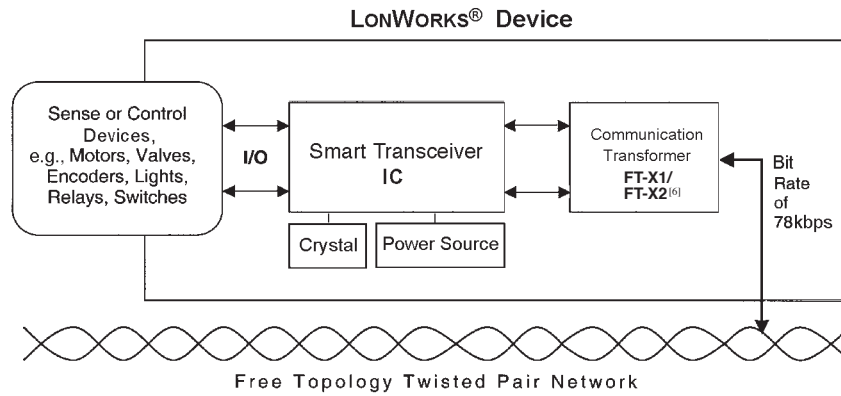 LONWORKS® Device
Sense or Control
Devices,
e.g., Motors, Valves,
Encoders, Lights,
Relays, Switches
I/O
Smart Transceiver
IC
Crystal
Power Source
Communication
Transformer
FT-X1/
FT-X2[6]
Bit
Rate
of
78kbps
Free Topology Twisted Pair Network